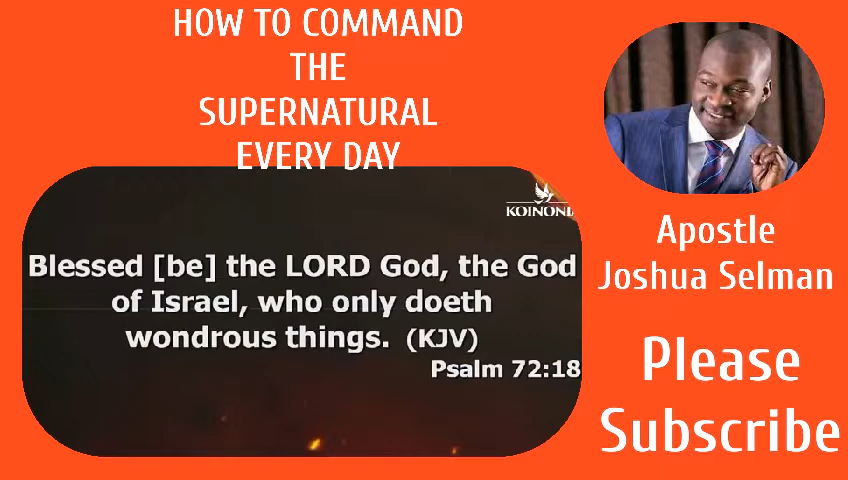 HOW TO COMMAND
THE
SUPERNATURAL
EVERY DAY
KOINONI
Blessed [be] the LORD God, the God
of Israel, who only doeth
wondrous things. (KJV)
Psalm 72:18
Apostle
Joshua Selman
Please
Subscribe